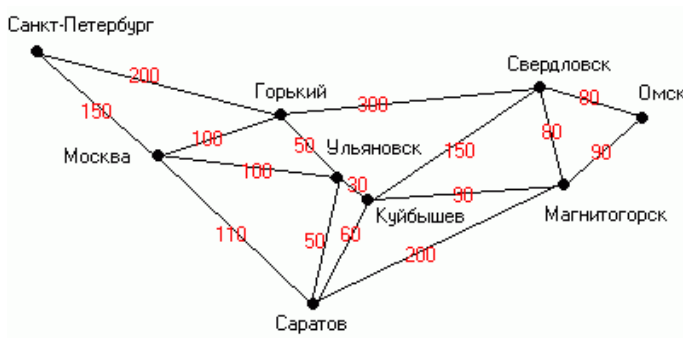 Санкт-Петербург
Свердловск
200
Горький
300
80
Омск
150
100
50
Ульяновск
150
80
90
Москва
100
30
90
Куйбышев
Магнитогорск
110
50
60
200
Саратов